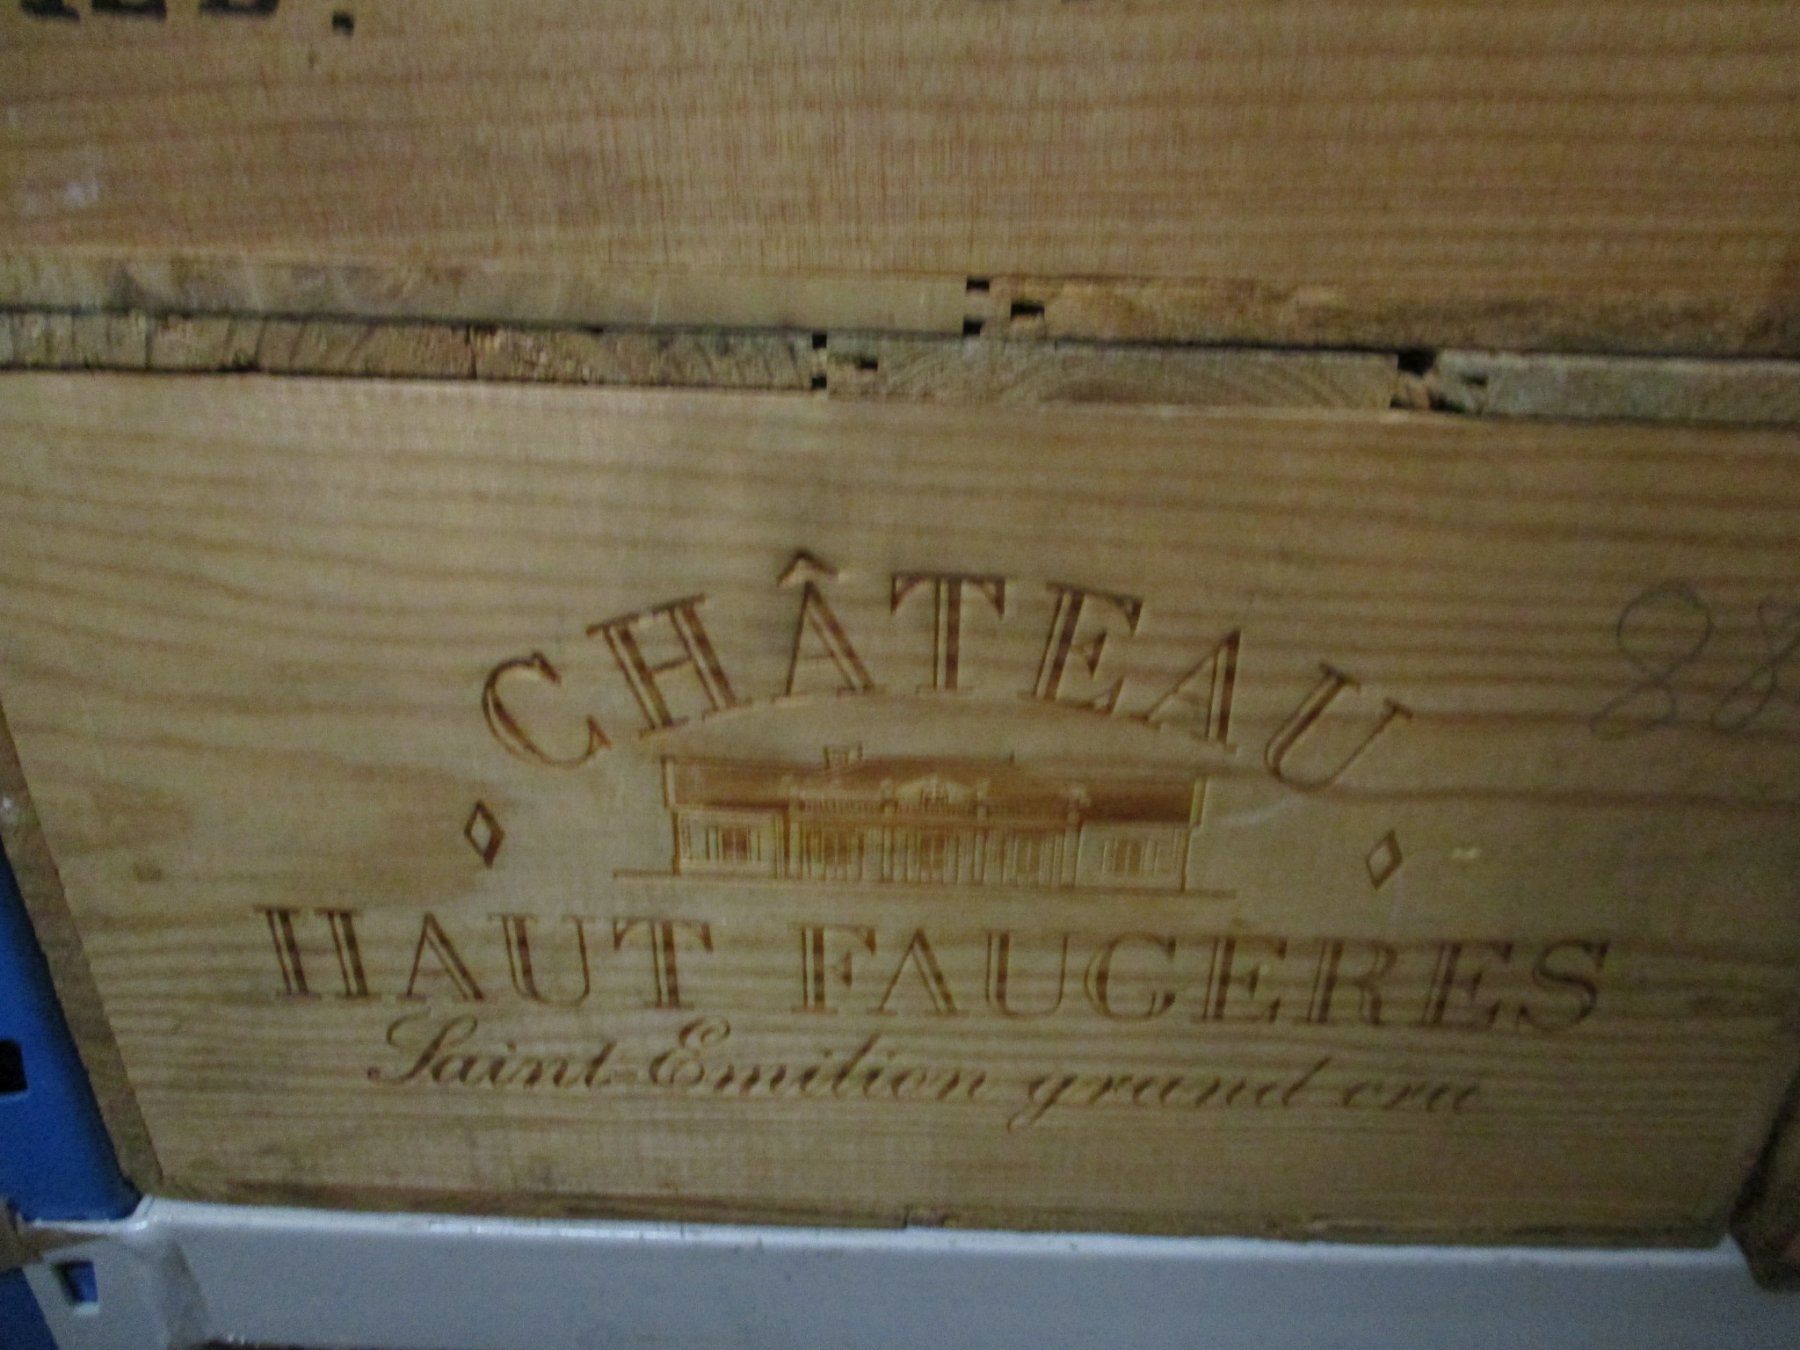 CHÂTEAU
HAUT FAUGERES
Saint-Emilion grand cru